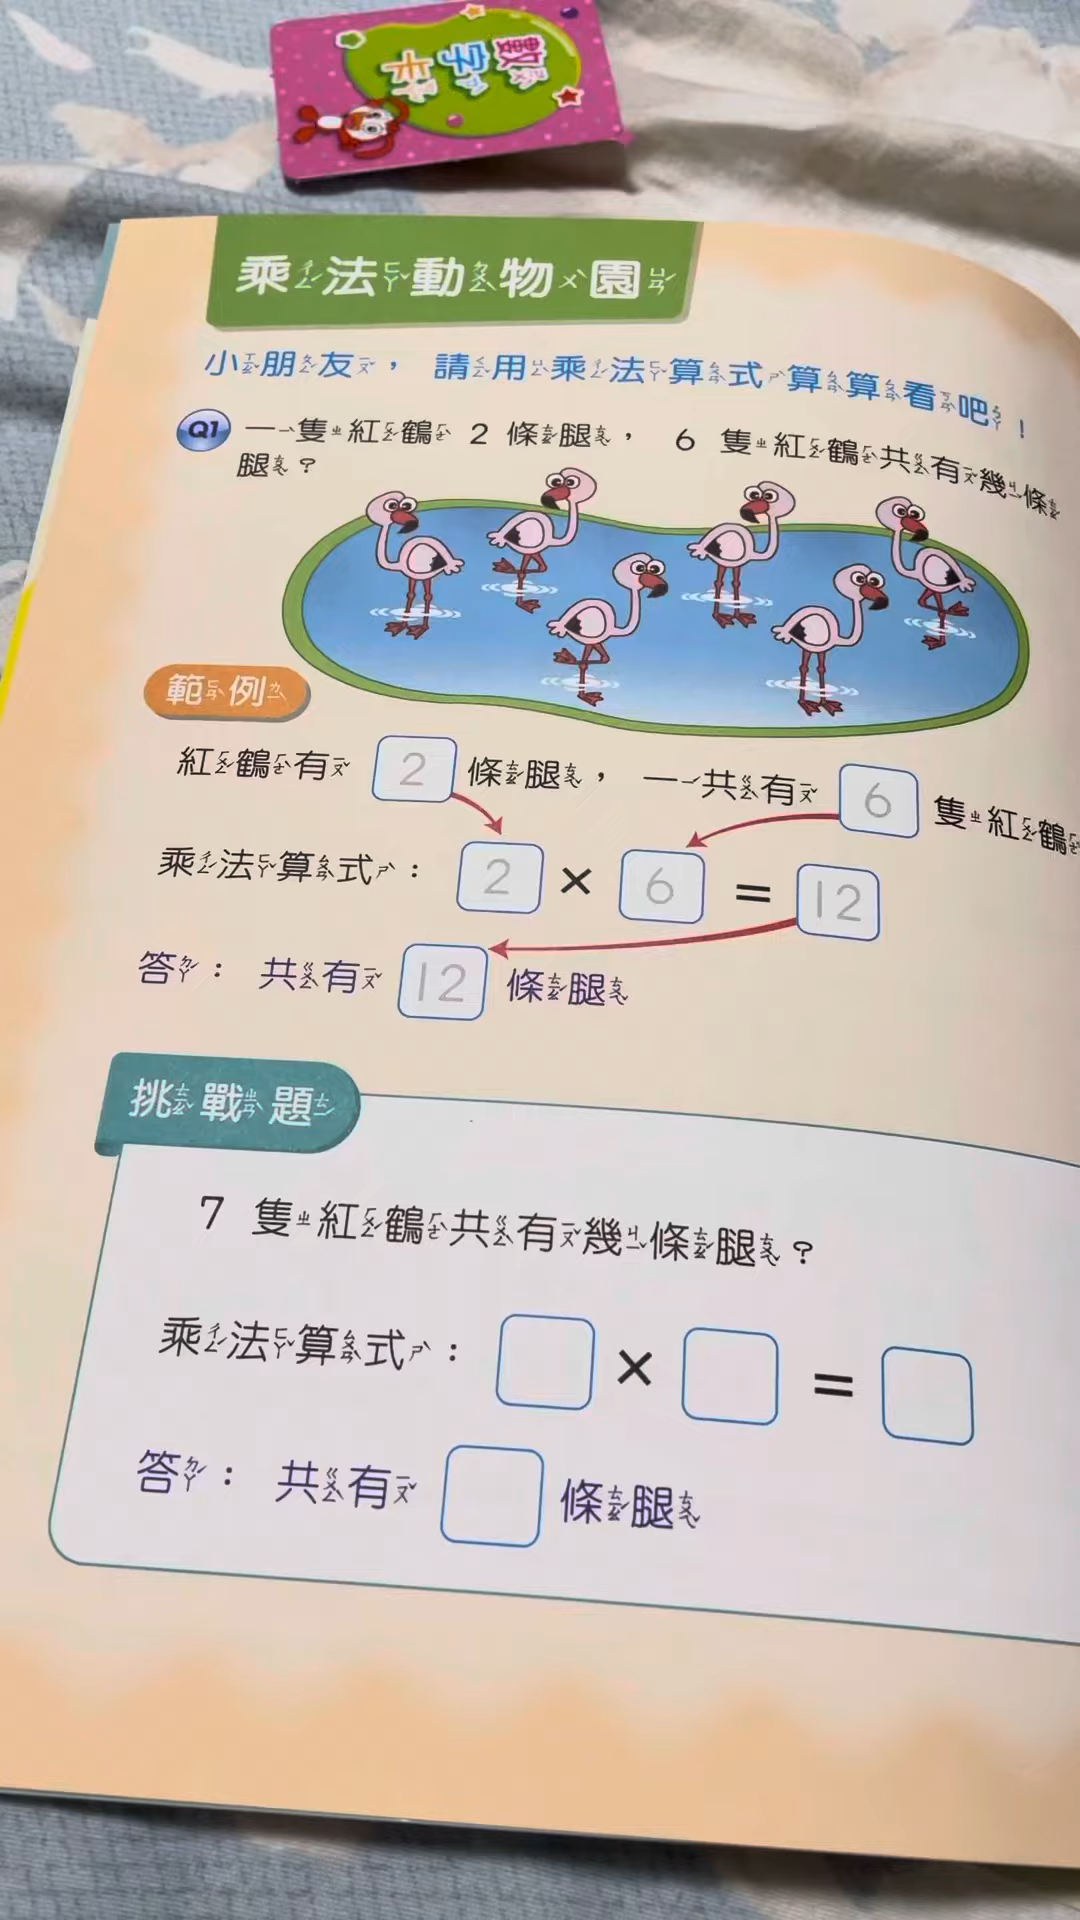 數字卡
乘法動物園
小朋友，請用乘法算式算算看吧！
Q1 一隻紅鶴 2 條腿， 6 隻紅鶴共有幾條
腿？
範例
紅鶴有 2 條腿，一共有 6 隻紅鶴
乘法算式： 2 × 6 = 12
答： 共有 12 條腿
挑戰題
7 隻紅鶴共有幾條腿？
乘法算式： × =
答： 共有 條腿